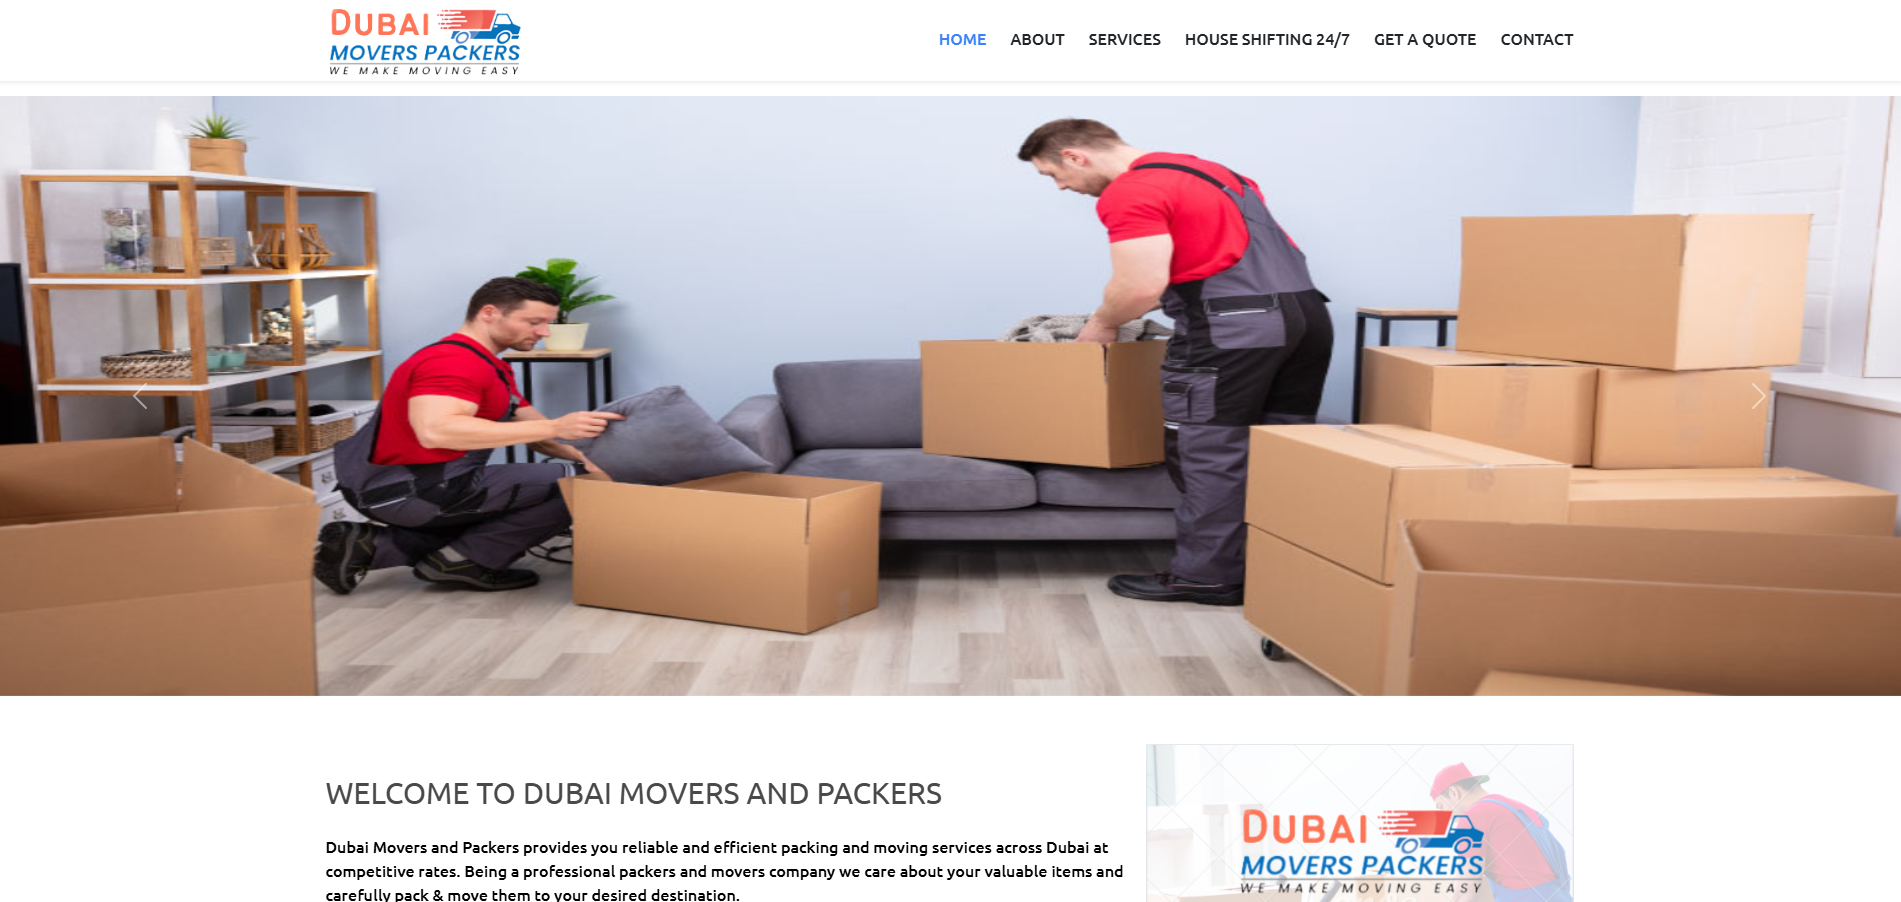 DUBAI
MOVERS PACKERS
WE MAKE MOVING EASY
HOME ABOUT SERVICES HOUSE SHIFTING 24/7 GET A QUOTE CONTACT
WELCOME TO DUBAI MOVERS AND PACKERS
Dubai Movers and Packers provides you reliable and efficient packing and moving services across Dubai at
competitive rates. Being a professional packers and movers company we care about your valuable items and
carefully pack & move them to your desired destination.
DUBAI
MOVERS PACKERS
WE MAKE MOVING EASY